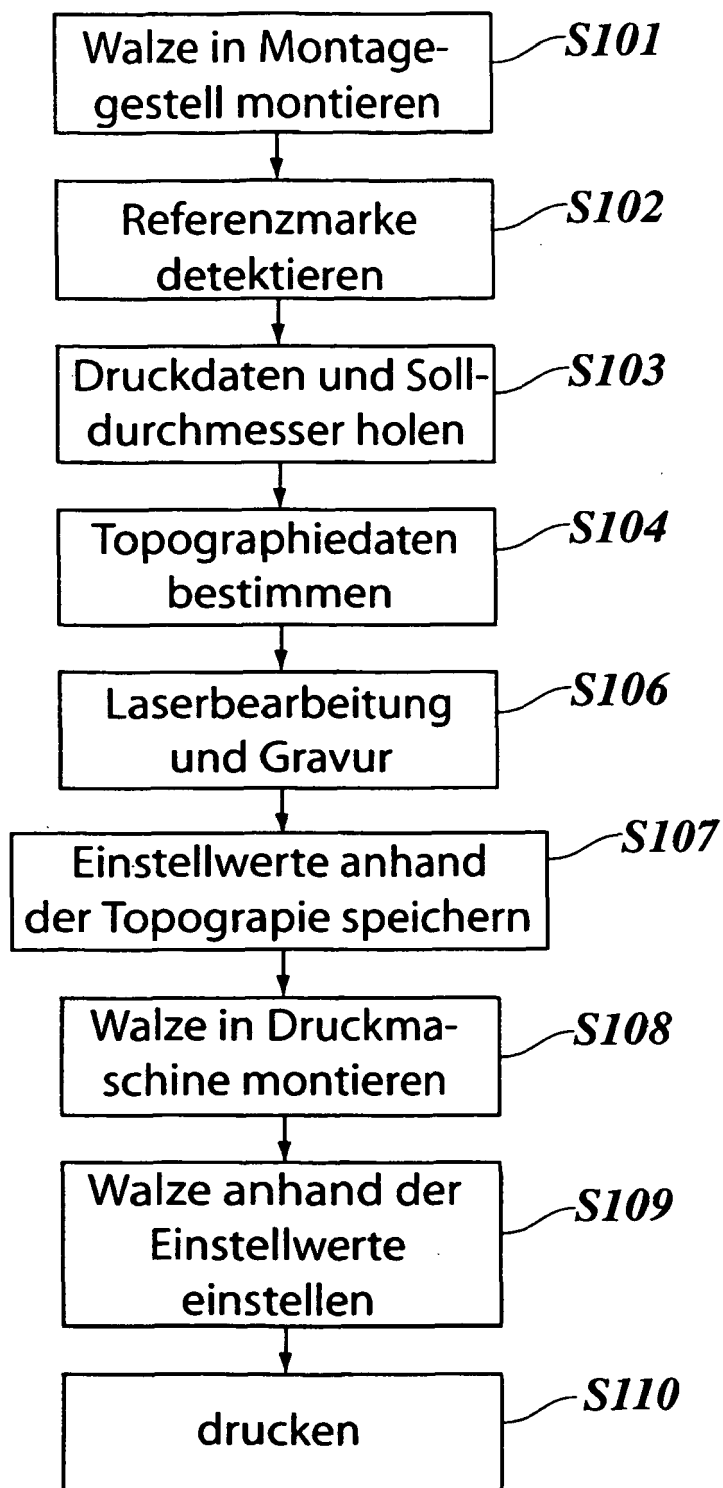 Walze in Montage-
gestell montieren
S101
Referenzmarke
detektieren
S102
Druckdaten und Soll-
durchmesser holen
S103
Topographiedaten
bestimmen
S104
Laserbearbeitung
und Gravur
S106
Einstellwerte anhand
der Topograpie speichern
S107
Walze in Druckma-
schine montieren
S108
Walze anhand der
Einstellwerte
einstellen
S109
drucken
S110